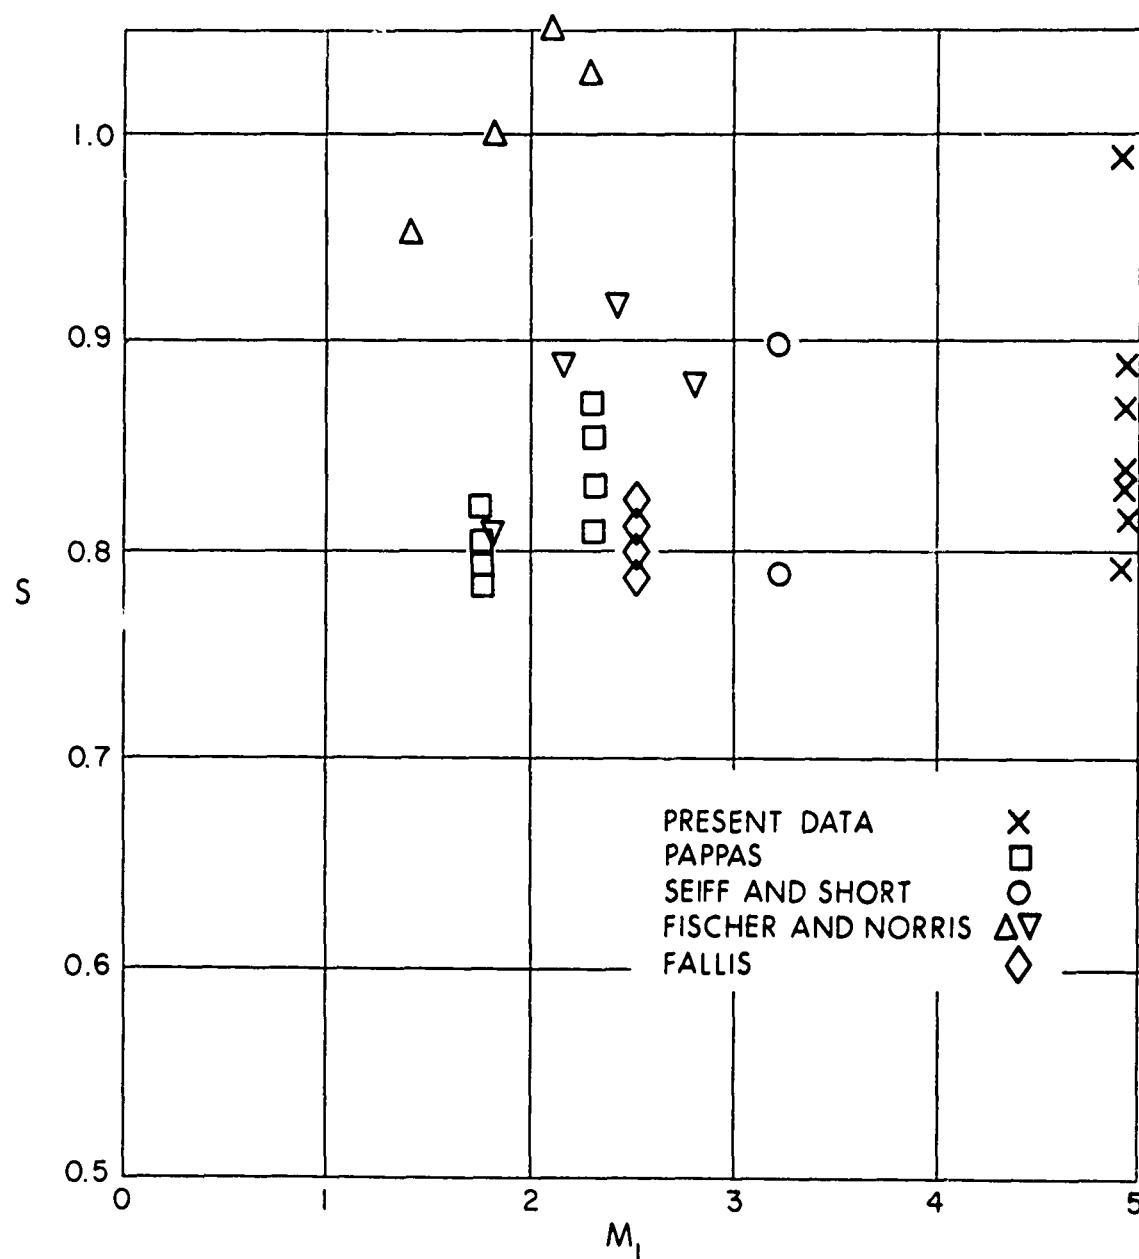 1.0
0.9
0.8
S
0.7
PRESENT DATA
PAPPAS
SEIFF AND SHORT
FISCHER AND NORRIS
FALLIS
0.6
0.5
0 1 2 3 4 5
M₁